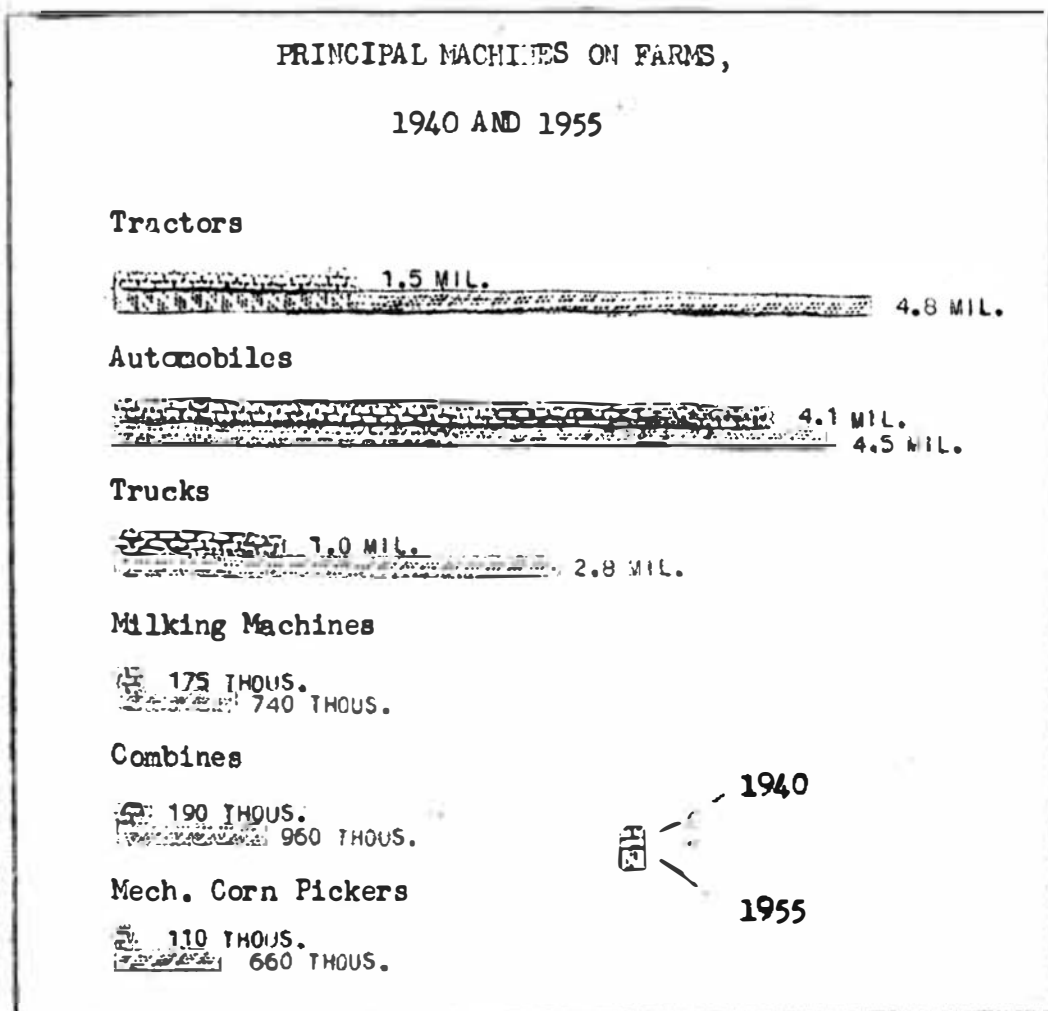 PRINCIPAL MACHINES ON FARMS,
1940 AND 1955
Tractors
1.5 MIL.
4.8 MIL.
Automobiles
4.1 MIL.
4.5 MIL.
Trucks
1.0 MIL.
2.8 MIL.
Milking Machines
175 THOUS.
740 THOUS.
Combines
190 THOUS.
960 THOUS.
1940
Mech. Corn Pickers
1955
110 THOUS.
660 THOUS.